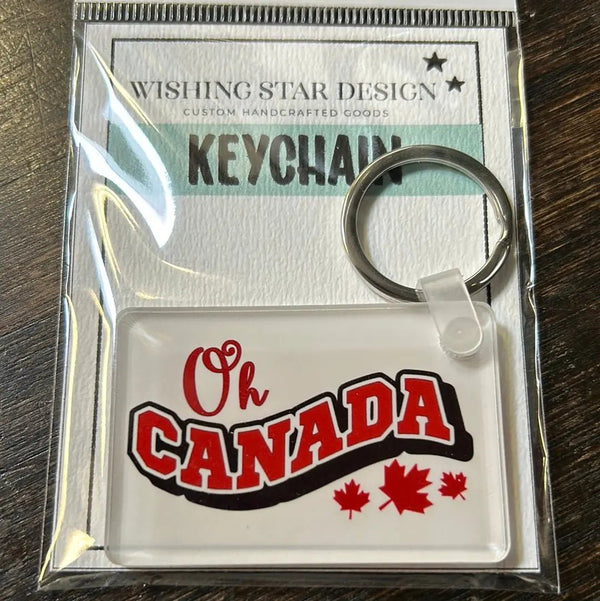 WISHING STAR DESIGN
CUSTOM HANDCRAFTED GOODS
KEYCHAIN
Oh
CANADA